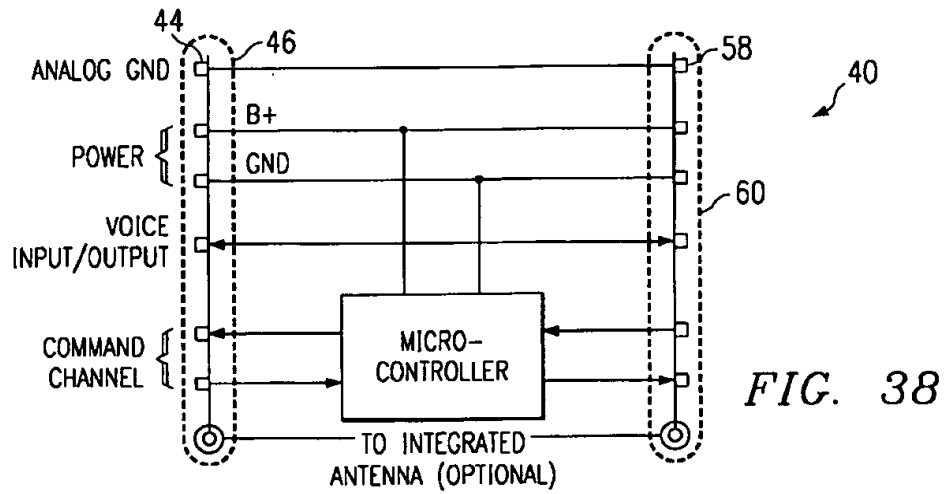 44
46
58
ANALOG GND
40
B+
POWER
GND
60
VOICE
INPUT/OUTPUT
COMMAND
CHANNEL
MICRO-
CONTROLLER
FIG. 38
TO INTEGRATED
ANTENNA (OPTIONAL)